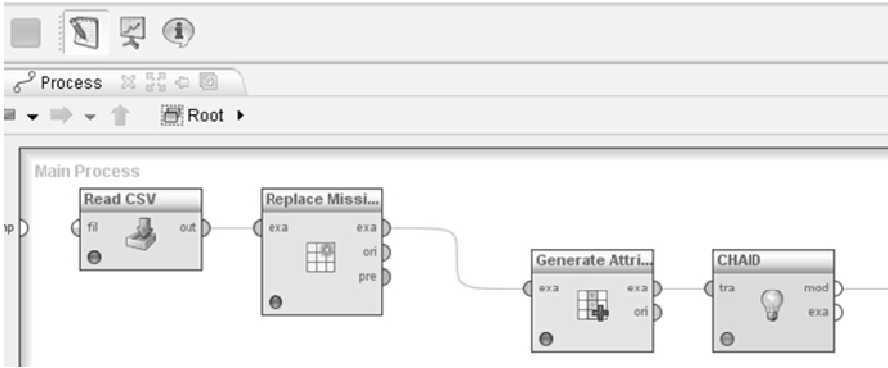 Process
Root
Main Process
Read CSV
fil
out
Replace Missi...
exa
exa
ori
pre
Generate Attri...
exa
exa
ori
CHAID
tra
mod
exa